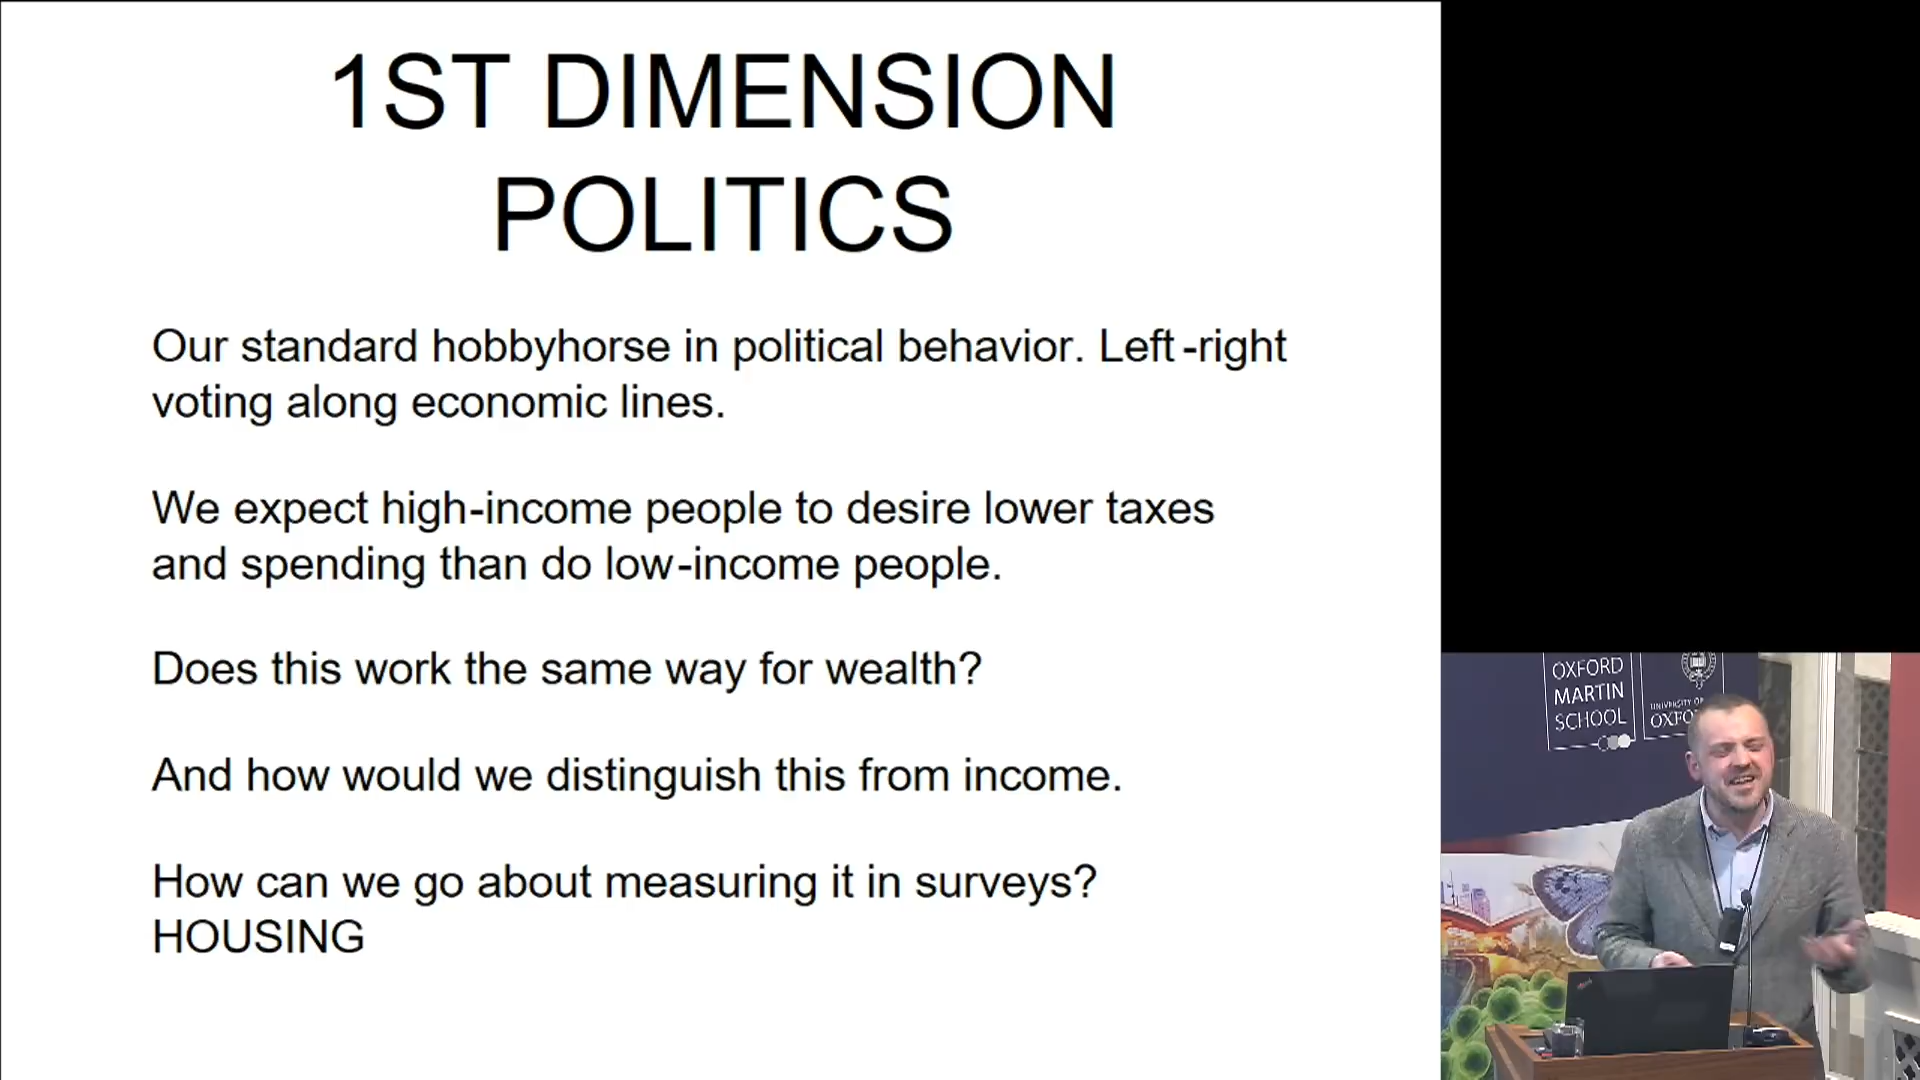 1ST DIMENSION
POLITICS
Our standard hobbyhorse in political behavior. Left-right
voting along economic lines.
We expect high-income people to desire lower taxes
and spending than do low-income people.
Does this work the same way for wealth?
And how would we distinguish this from income.
How can we go about measuring it in surveys?
HOUSING
OXFORD
MARTIN
SCHOOL
UNIVERSITY OF